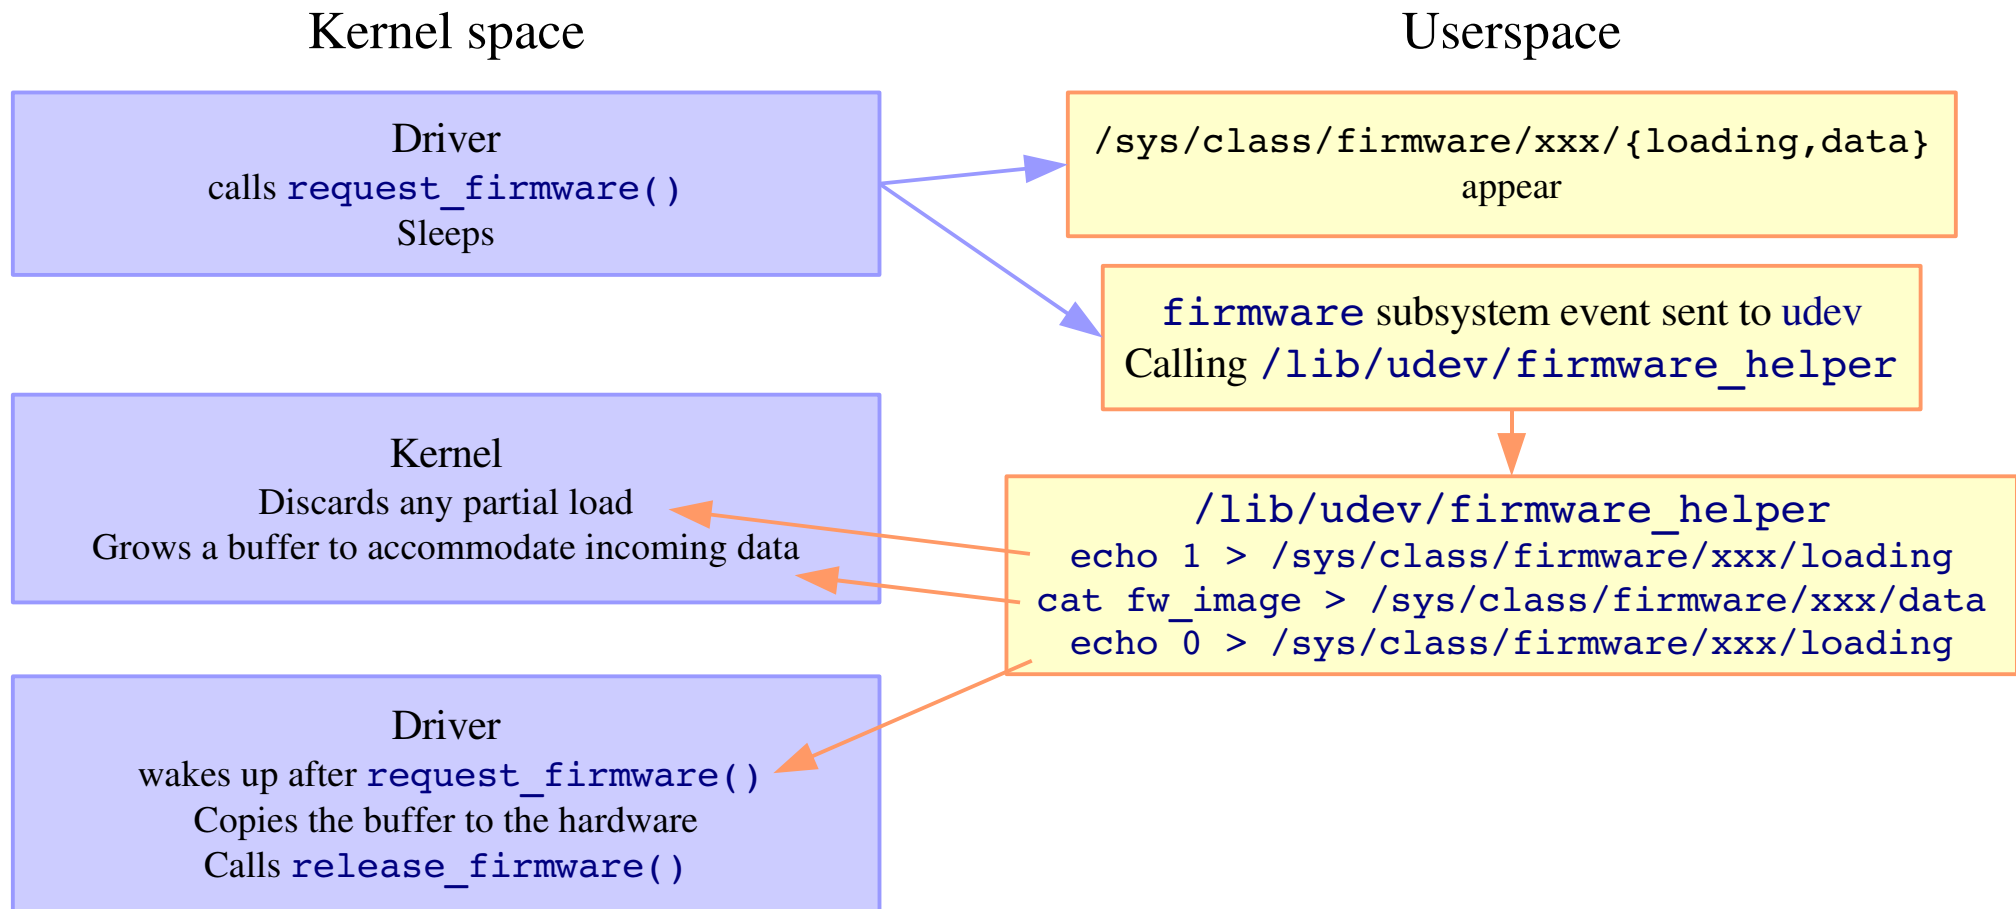 Kernel space
Userspace
Driver
calls request_firmware()
Sleeps
/sys/class/firmware/xxx/{loading,data}
appear
firmware subsystem event sent to udev
Calling /lib/udev/firmware_helper
Kernel
Discards any partial load
Grows a buffer to accommodate incoming data
/lib/udev/firmware_helper
echo 1 > /sys/class/firmware/xxx/loading
cat fw_image > /sys/class/firmware/xxx/data
echo 0 > /sys/class/firmware/xxx/loading
Driver
wakes up after request_firmware()
Copies the buffer to the hardware
Calls release_firmware()